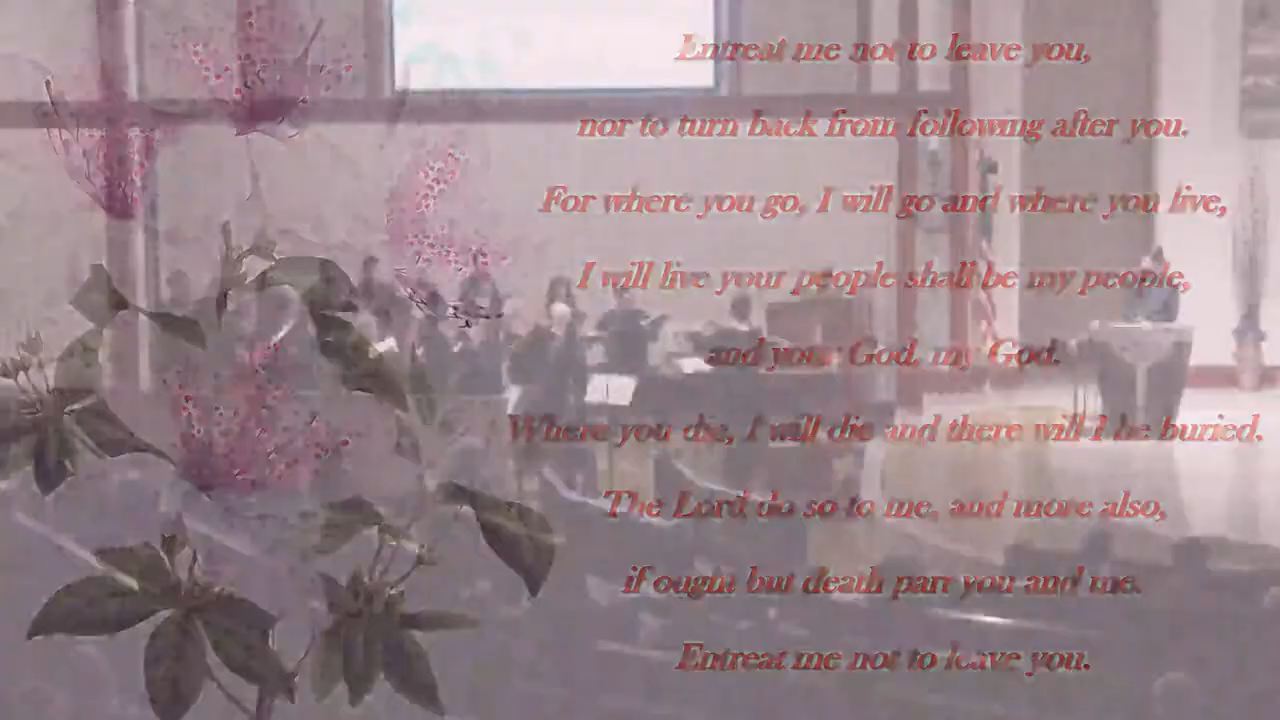 Entreat me not to leave you,
nor to turn back from following after you.
For where you go, I will go and where you live,
I will live your people shall be my people,
and your God, my God.
Where you die, I will die and there will I be buried.
The Lord do so to me, and more also,
if ought but death part you and me.
Entreat me not to leave you.